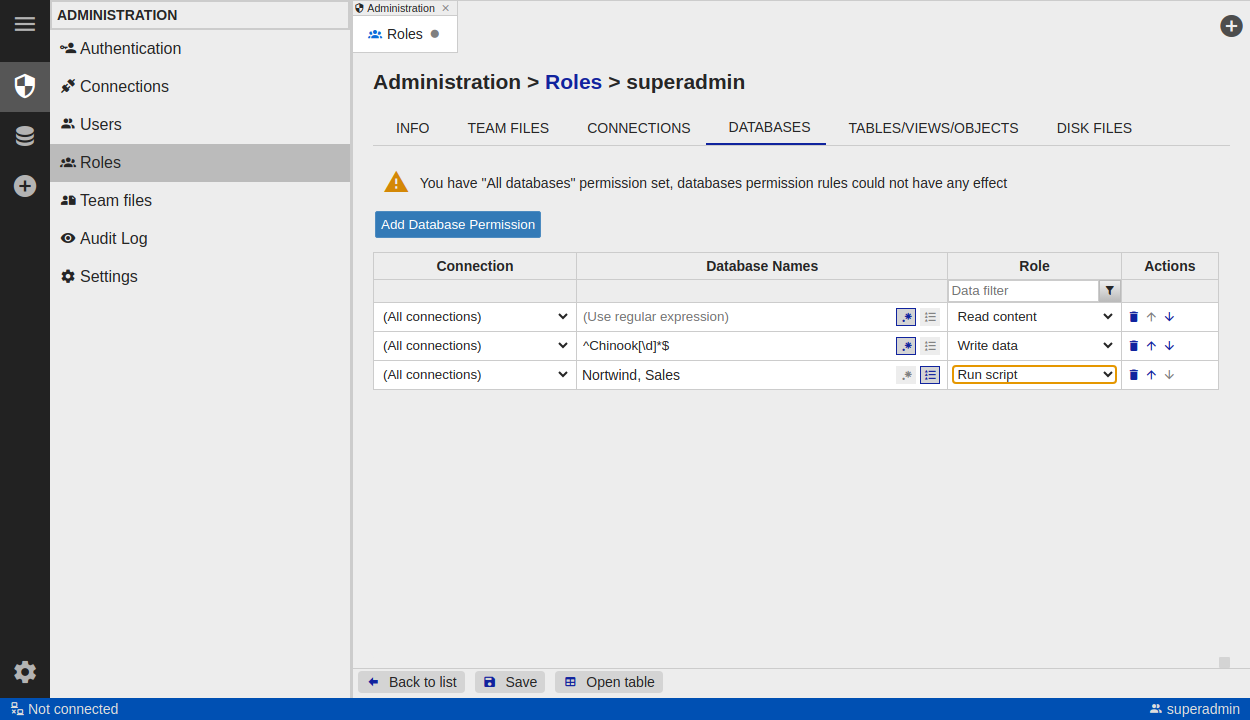 ADMINISTRATION
Authentication
Connections
Users
Roles
Team files
Audit Log
Settings
Administration
Roles
Administration > Roles > superadmin
INFO TEAM FILES CONNECTIONS DATABASES TABLES/VIEWS/OBJECTS DISK FILES
You have "All databases" permission set, databases permission rules could not have any effect
Add Database Permission
Connection Database Names Role Actions
Data filter
(All connections) (Use regular expression) Read content
(All connections) ^Chinook[\d]*$ Write data
(All connections) Nortwind, Sales Run script
Back to list Save Open table
Not connected superadmin